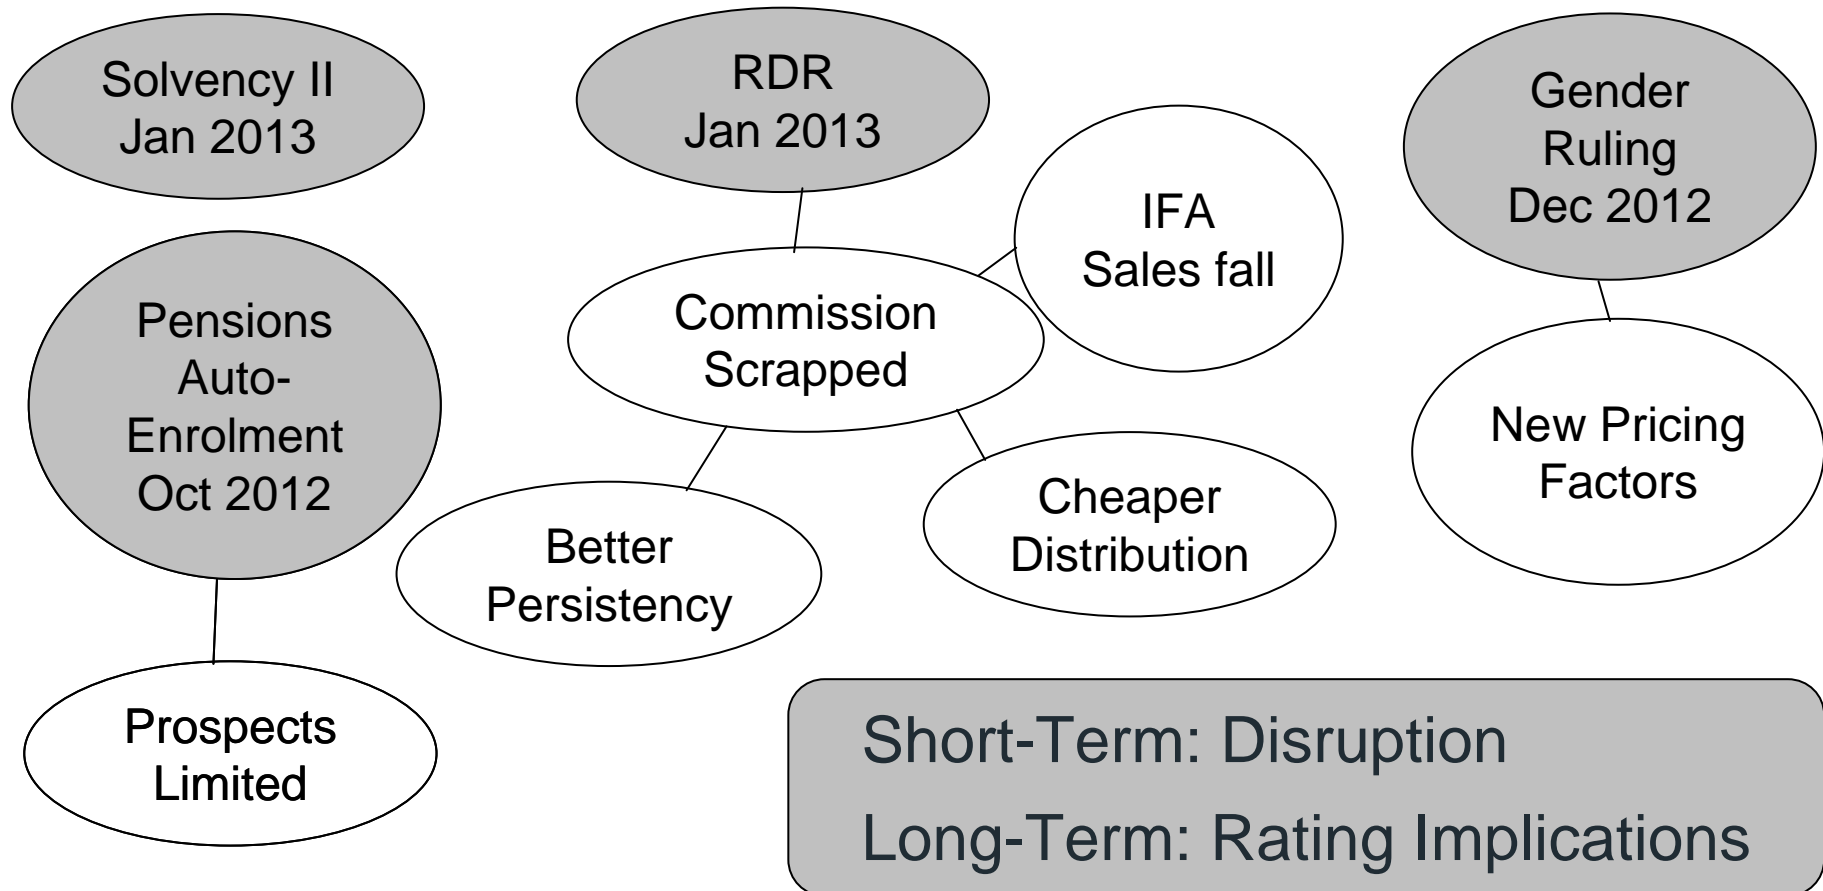 Solvency II
Jan 2013
RDR
Jan 2013
Gender
Ruling
Dec 2012
IFA
Sales fall
Pensions
Auto-
Enrolment
Oct 2012
Commission
Scrapped
New Pricing
Factors
Better
Persistency
Cheaper
Distribution
Prospects
Limited
Short-Term: Disruption
Long-Term: Rating Implications